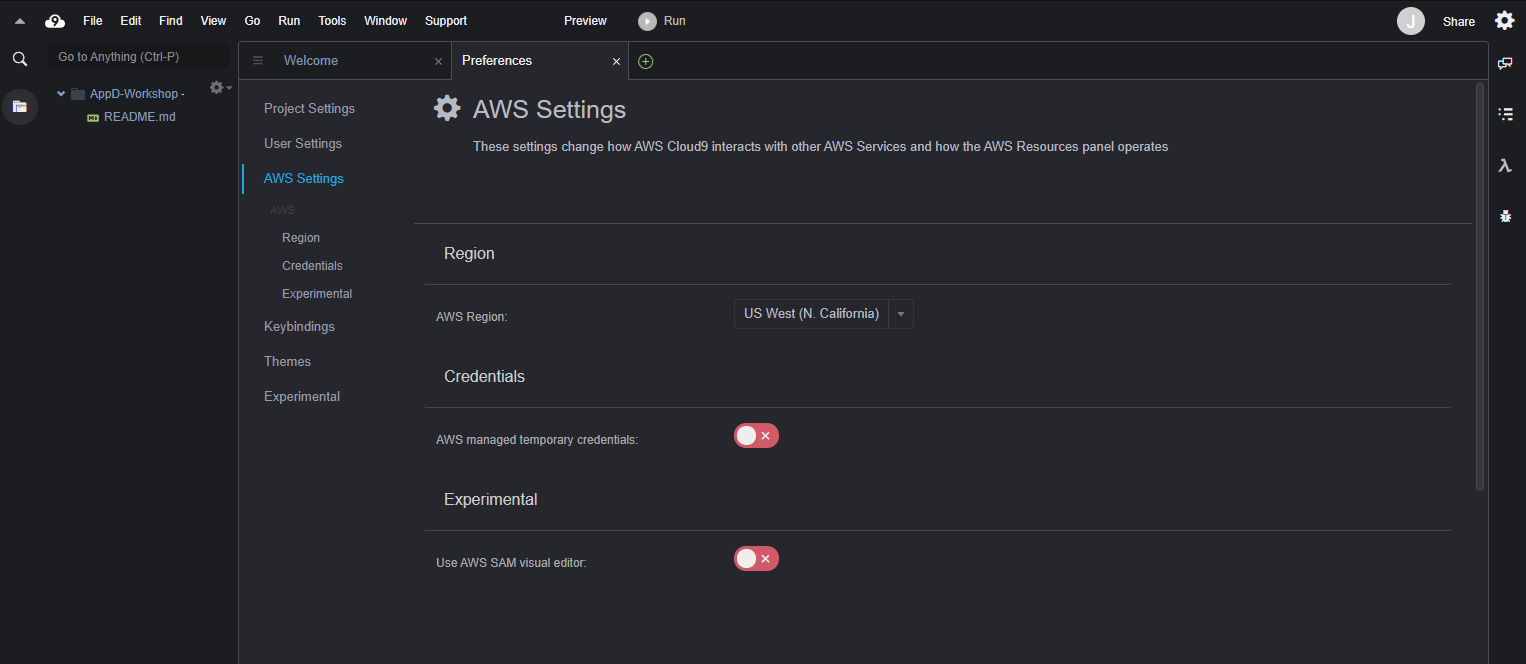 9 File Edit Find View Go Run Tools Window Support Preview Run J Share
Go to Anything (Ctrl-P)
AppD-Workshop -
README.md
Welcome
Preferences
Project Settings
User Settings
AWS Settings
AWS
Region
Credentials
Experimental
Keybindings
Themes
Experimental
AWS Settings
These settings change how AWS Cloud9 interacts with other AWS Services and how the AWS Resources panel operates
Region
AWS Region: US West (N. California)
Credentials
AWS managed temporary credentials:
Experimental
Use AWS SAM visual editor: